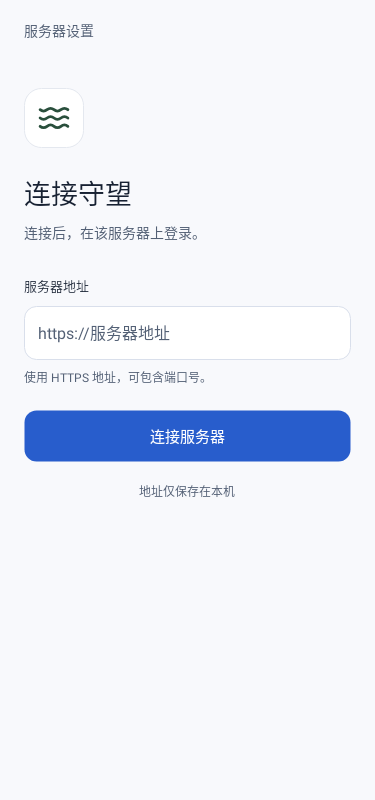 服务器设置
连接守望
连接后，在该服务器上登录。
服务器地址
https://服务器地址
使用 HTTPS 地址，可包含端口号。
连接服务器
地址仅保存在本机